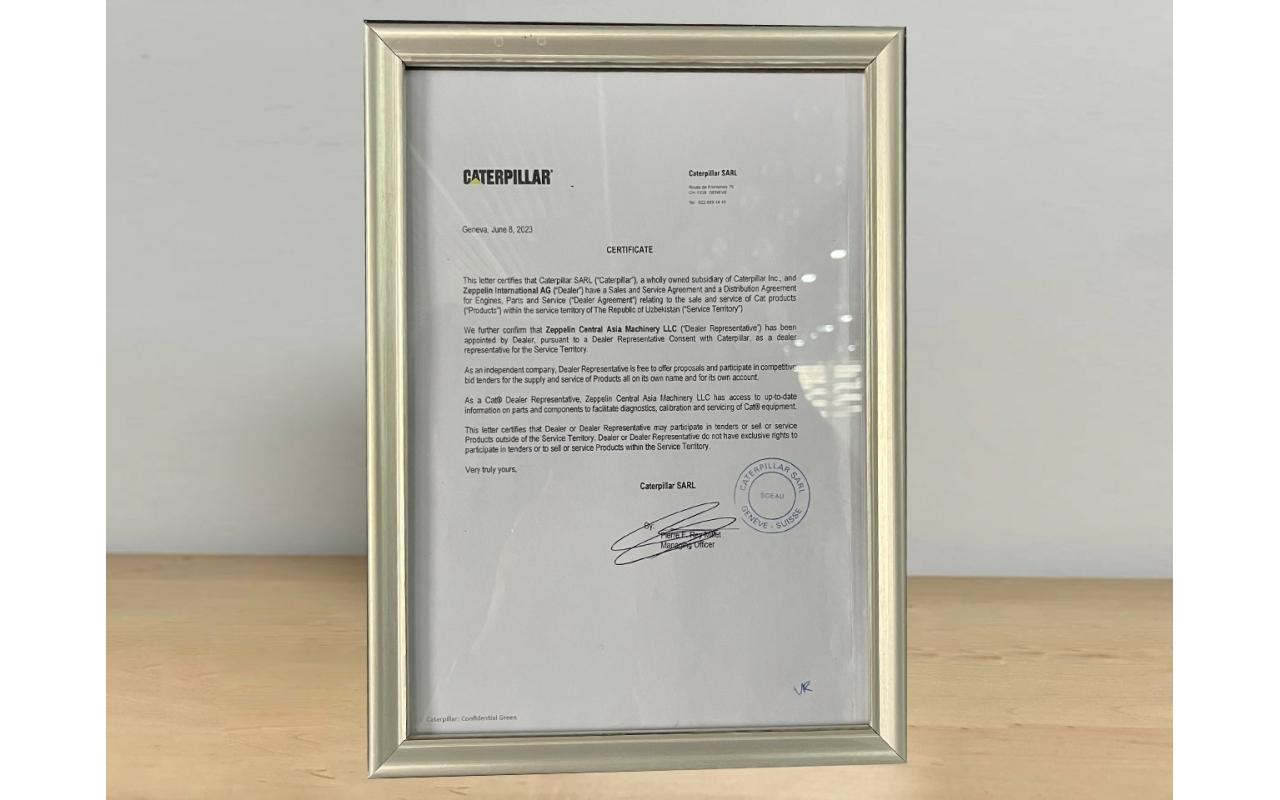 CATERPILLAR®
Caterpillar SARL
Route de Frontenex 76
CH-1208 GENEVE
Tel
Geneva, June 8, 2023
CERTIFICATE
This letter certifies that Caterpillar SARL ("Caterpillar"), a wholly owned subsidiary of Caterpillar Inc., and
Zeppelin International AG ("Dealer") have a Sales and Service Agreement and a Distribution Agreement
for Engines, Parts and Service ("Dealer Agreement") relating to the sale and service of Cat products
("Products") within the service territory of The Republic of Uzbekistan ("Service Territory")
We further confirm that Zeppelin Central Asia Machinery LLC ("Dealer Representative") has been
appointed by Dealer, pursuant to a Dealer Representative Consent with Caterpillar, as a dealer
representative for the Service Territory.
As an independent company, Dealer Representative is free to offer proposals and participate in competitive
bid tenders for the supply and service of Products all on its own name and for its own account.
As a Cat® Dealer Representative, Zeppelin Central Asia Machinery LLC has access to up-to-date
information on parts and components to facilitate diagnostics, calibration and servicing of Cat® equipment.
This letter certifies that Dealer or Dealer Representative may participate in tenders or sell or service
Products outside of the Service Territory. Dealer or Dealer Representative do not have exclusive rights to
participate in tenders or to sell or service Products within the Service Territory.
Very truly yours,
Caterpillar SARL
CATERPILLAR SARL
SCEAU
GENÈVE - SUISSE
By:
Pierre F. Rey
Managing Officer
VR
Caterpillar: Confidential Green